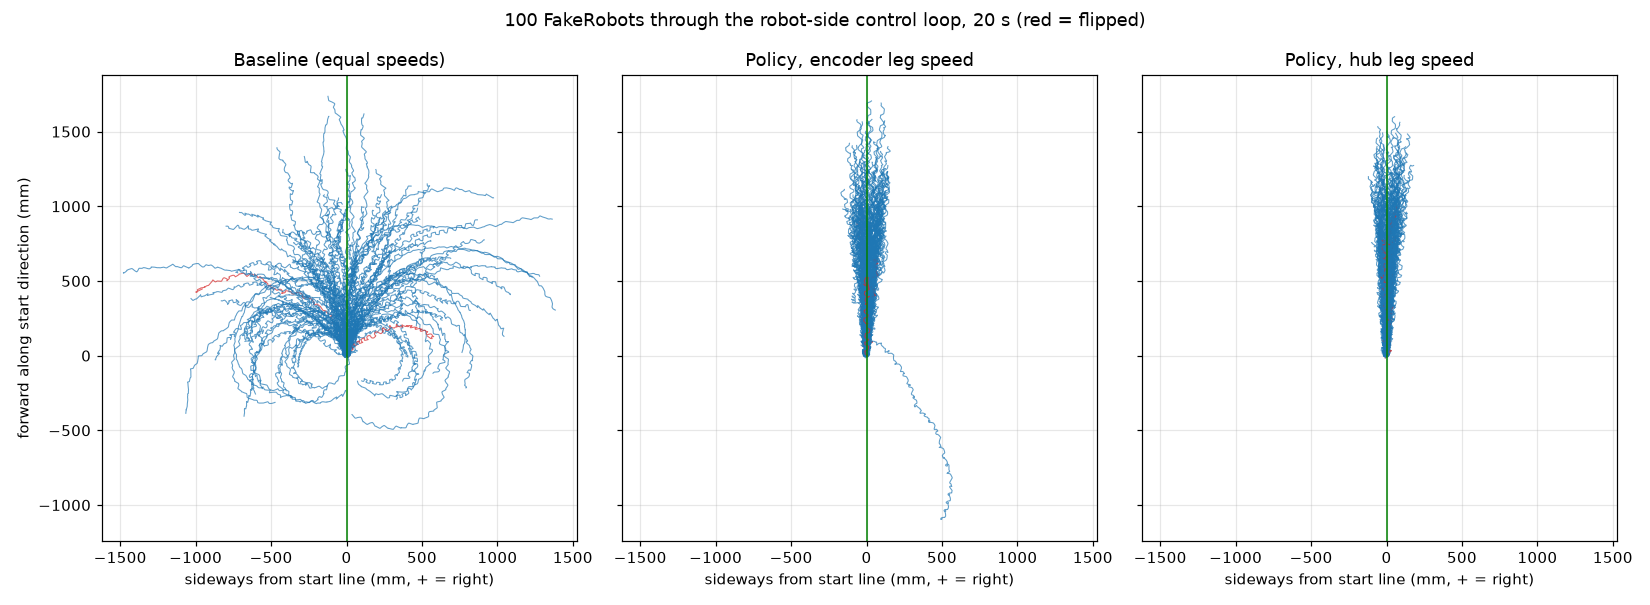 100 FakeRobots through the robot-side control loop, 20 s (red = flipped)
Baseline (equal speeds)
Policy, encoder leg speed
Policy, hub leg speed
forward along start direction (mm)
1500
1000
500
0
−500
−1000
−1500 −1000 −500 0 500 1000 1500
−1500 −1000 −500 0 500 1000 1500
−1500 −1000 −500 0 500 1000 1500
sideways from start line (mm, + = right)
sideways from start line (mm, + = right)
sideways from start line (mm, + = right)